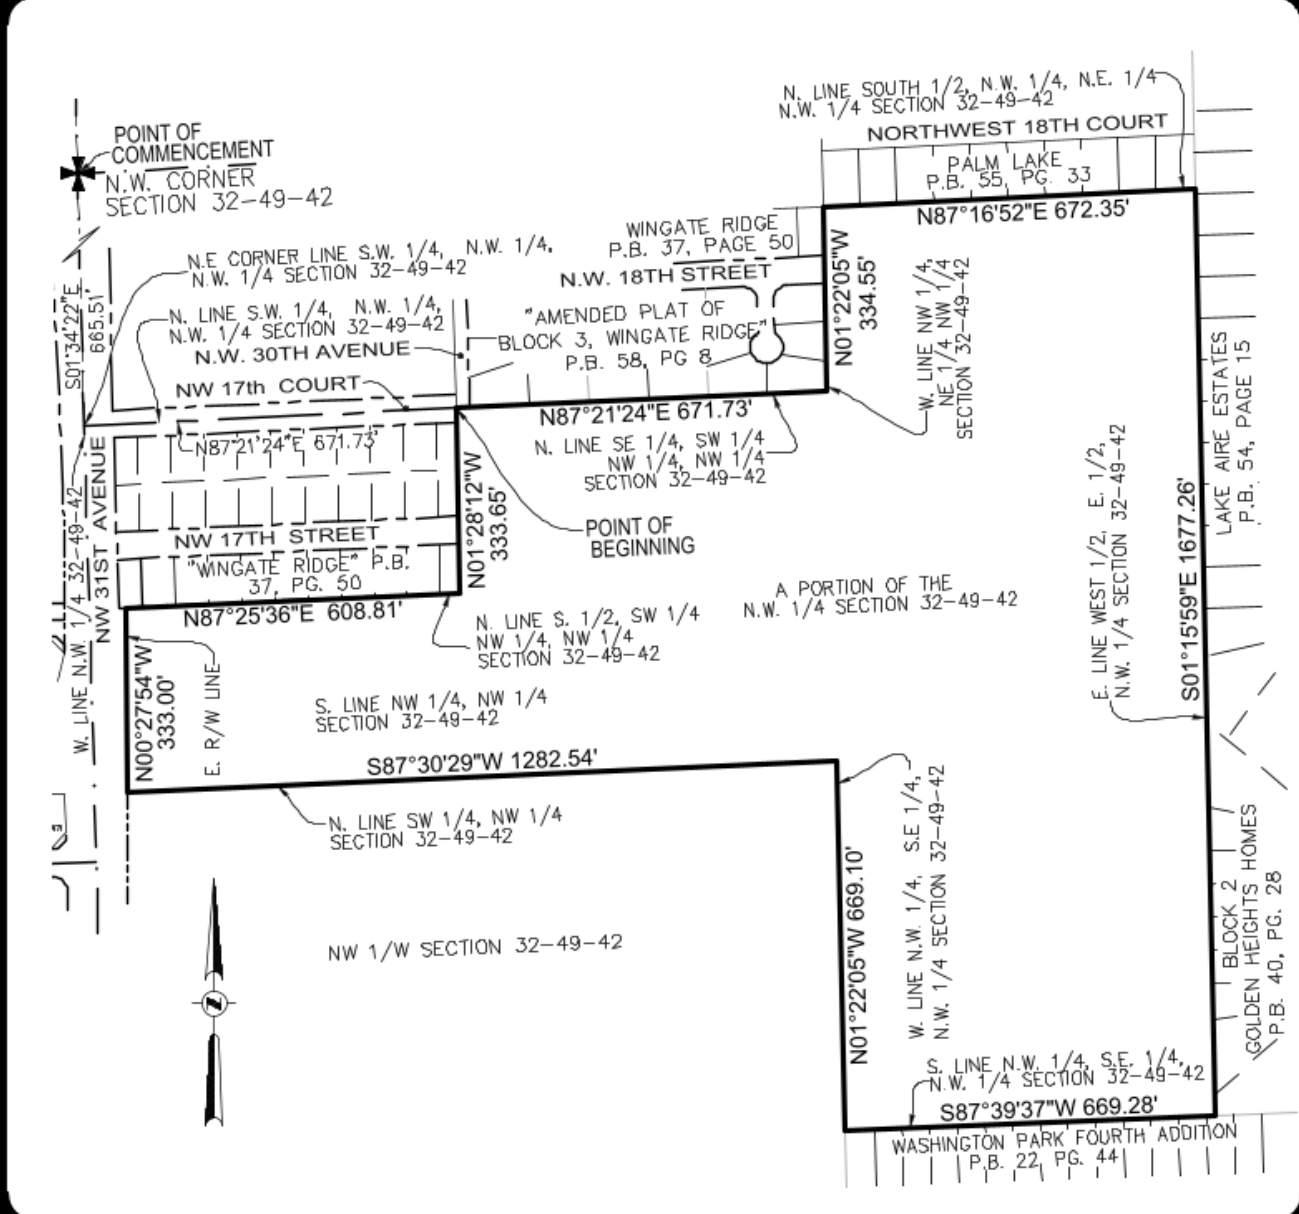 N. LINE SOUTH 1/2, N.W. 1/4, N.E. 1/4
N.W. 1/4 SECTION 32-49-42
NORTHWEST 18TH COURT
PALM LAKE
P.B. 55, PG. 33
N87°16'52"E 672.35'
POINT OF
COMMENCEMENT
N.W. CORNER
SECTION 32-49-42
WINGATE RIDGE
P.B. 37, PAGE 50
N.W. 18TH STREET
N.E CORNER LINE S.W. 1/4, N.W. 1/4,
N.W. 1/4 SECTION 32-49-42
N. LINE S.W. 1/4, N.W. 1/4,
N.W. 1/4 SECTION 32-49-42
N.W. 30TH AVENUE
NW 17th COURT
"AMENDED PLAT OF
BLOCK 3, WINGATE RIDGE"
P.B. 58, PG 8
S01°34'22"E
665.51'
N01°22'05"W
334.55'
W. LINE NW 1/4,
NE 1/4 NW 1/4
SECTION 32-49-42
N87°21'24"E 671.73'
N87°21'24"E 671.73'
N. LINE SE 1/4, SW 1/4
NW 1/4, NW 1/4
SECTION 32-49-42
LAKE AIRE ESTATES
P.B. 54, PAGE 15
NW 31ST AVENUE
W. LINE N.W. 1/4 32-49-42
N01°28'12"W
333.65'
POINT OF
BEGINNING
NW 17TH STREET
"WINGATE RIDGE" P.B.
37, PG. 50
N87°25'36"E 608.81'
N. LINE S. 1/2, SW 1/4
NW 1/4, NW 1/4
SECTION 32-49-42
A PORTION OF THE
N.W. 1/4 SECTION 32-49-42
E. LINE WEST 1/2, E. 1/2,
N.W. 1/4 SECTION 32-49-42
S01°15'59"E 1677.26'
N00°27'54"W
333.00'
E. R/W LINE
S. LINE NW 1/4, NW 1/4
SECTION 32-49-42
S87°30'29"W 1282.54'
N. LINE SW 1/4, NW 1/4
SECTION 32-49-42
N01°22'05"W 669.10'
W. LINE N.W. 1/4, S.E 1/4,
N.W. 1/4 SECTION 32-49-42
BLOCK 2
GOLDEN HEIGHTS HOMES
P.B. 40, PG. 28
NW 1/W SECTION 32-49-42
Z
S. LINE N.W. 1/4, S.E. 1/4,
N.W. 1/4 SECTION 32-49-42
S87°39'37"W 669.28'
WASHINGTON PARK FOURTH ADDITION
P.B. 22, PG. 44